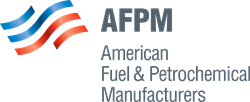 AFPM
American
Fuel & Petrochemical
Manufacturers